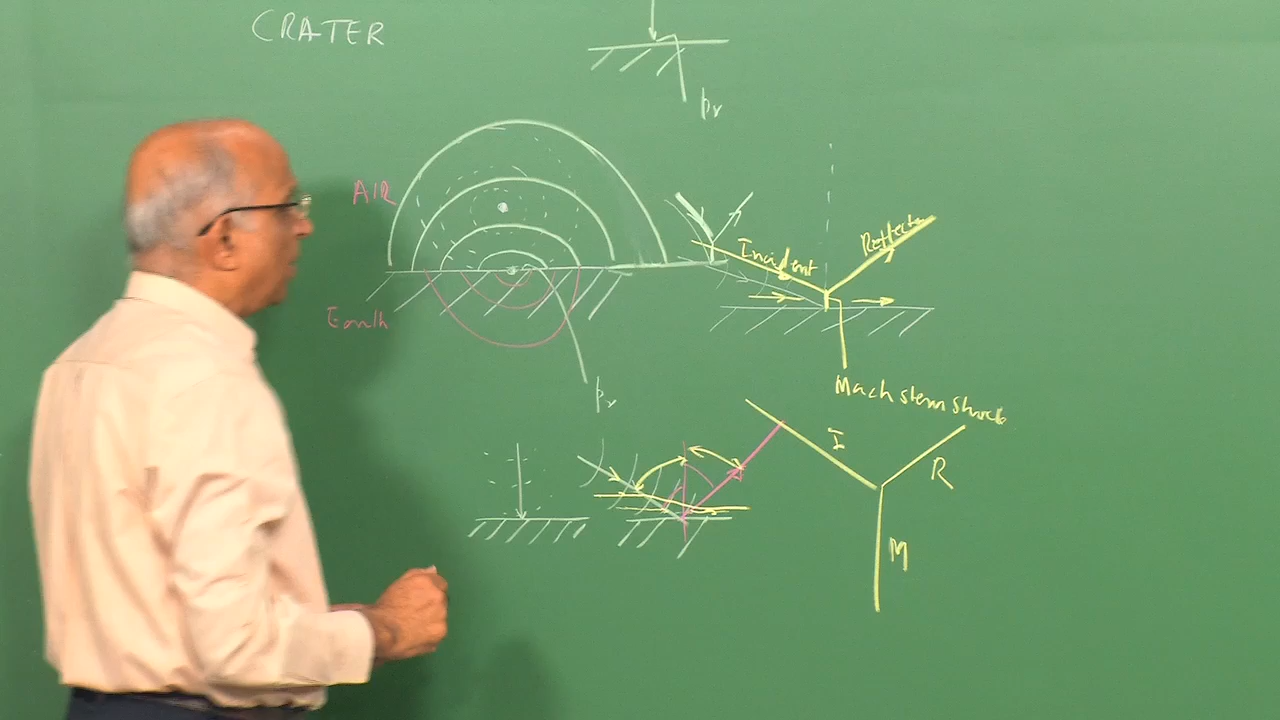 CRATER
pr
AIR
Incident
Reflected
Earth
pr
Mach stem Shock
I
R
M